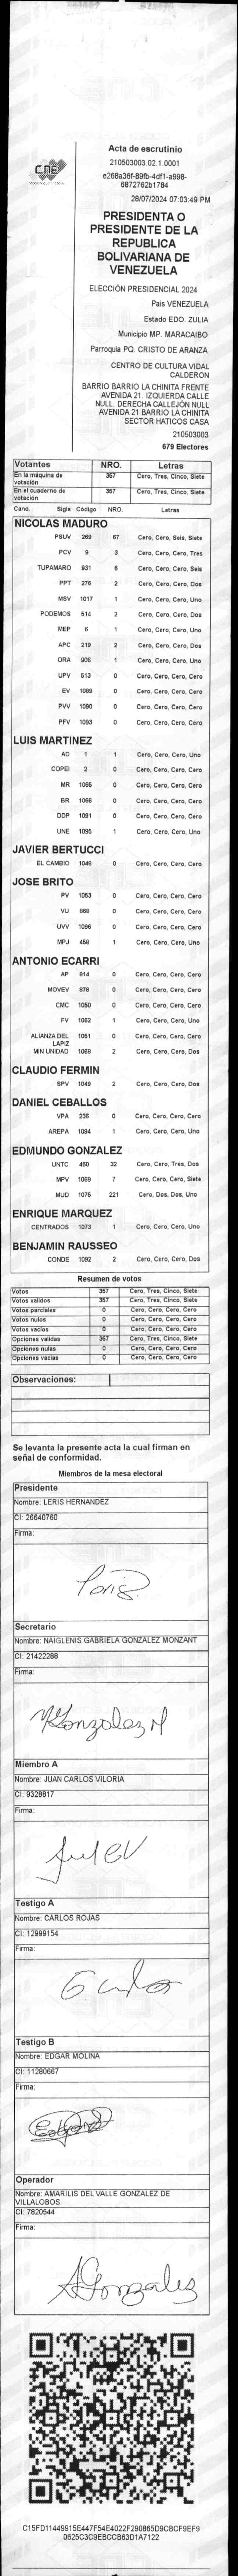 CNE
Acta de escrutinio
210503003.02.1.0001
e268a36f-89fb-4df1-a998-
6872762b1784
28/07/2024 07:03:49 PM
PRESIDENTA O
PRESIDENTE DE LA
REPUBLICA
BOLIVARIANA DE
VENEZUELA
ELECCIÓN PRESIDENCIAL 2024
Pais VENEZUELA
Estado EDO. ZULIA
Municipio MP. MARACAIBO
Parroquia PQ. CRISTO DE ARANZA
CENTRO DE CULTURA VIDAL
CALDERON
BARRIO BARRIO LA CHINITA FRENTE
AVENIDA 21. IZQUIERDA CALLE
NULL. DERECHA CALLEJÓN NULL
AVENIDA 21 BARRIO LA CHINITA
SECTOR HATICOS CASA
210503003
679 Electores
Votantes NRO. Letras
En la máquina de votación 357 Cero, Tres, Cinco, Siete
En el cuaderno de votación 357 Cero, Tres, Cinco, Siete
Cand. Sigla Código NRO. Letras
NICOLAS MADURO
PSUV 269 67 Cero, Cero, Seis, Siete
PCV 9 3 Cero, Cero, Cero, Tres
TUPAMARO 931 6 Cero, Cero, Cero, Seis
PPT 276 2 Cero, Cero, Cero, Dos
MSV 1017 1 Cero, Cero, Cero, Uno
PODEMOS 514 2 Cero, Cero, Cero, Dos
MEP 6 1 Cero, Cero, Cero, Uno
APC 219 2 Cero, Cero, Cero, Dos
ORA 906 1 Cero, Cero, Cero, Uno
UPV 513 0 Cero, Cero, Cero, Cero
EV 1089 0 Cero, Cero, Cero, Cero
PVV 1090 0 Cero, Cero, Cero, Cero
PFV 1093 0 Cero, Cero, Cero, Cero
LUIS MARTINEZ
AD 1 1 Cero, Cero, Cero, Uno
COPEI 2 0 Cero, Cero, Cero, Cero
MR 1065 0 Cero, Cero, Cero, Cero
BR 1066 0 Cero, Cero, Cero, Cero
DDP 1091 0 Cero, Cero, Cero, Cero
UNE 1095 1 Cero, Cero, Cero, Uno
JAVIER BERTUCCI
EL CAMBIO 1048 0 Cero, Cero, Cero, Cero
JOSE BRITO
PV 1053 0 Cero, Cero, Cero, Cero
VU 868 0 Cero, Cero, Cero, Cero
UVV 1096 0 Cero, Cero, Cero, Cero
MPJ 458 1 Cero, Cero, Cero, Uno
ANTONIO ECARRI
AP 814 0 Cero, Cero, Cero, Cero
MOVEV 878 0 Cero, Cero, Cero, Cero
CMC 1050 0 Cero, Cero, Cero, Cero
FV 1062 1 Cero, Cero, Cero, Uno
ALIANZA DEL LAPIZ 1051 0 Cero, Cero, Cero, Cero
MIN UNIDAD 1068 2 Cero, Cero, Cero, Dos
CLAUDIO FERMIN
SPV 1049 2 Cero, Cero, Cero, Dos
DANIEL CEBALLOS
VPA 236 0 Cero, Cero, Cero, Cero
AREPA 1094 1 Cero, Cero, Cero, Uno
EDMUNDO GONZALEZ
UNTC 460 32 Cero, Cero, Tres, Dos
MPV 1069 7 Cero, Cero, Cero, Siete
MUD 1075 221 Cero, Dos, Dos, Uno
ENRIQUE MARQUEZ
CENTRADOS 1073 1 Cero, Cero, Cero, Uno
BENJAMIN RAUSSEO
CONDE 1092 2 Cero, Cero, Cero, Dos
Resumen de votos
Votos 357 Cero, Tres, Cinco, Siete
Votos validos 357 Cero, Tres, Cinco, Siete
Votos parciales 0 Cero, Cero, Cero, Cero
Votos nulos 0 Cero, Cero, Cero, Cero
Votos vacios 0 Cero, Cero, Cero, Cero
Opciones validas 357 Cero, Tres, Cinco, Siete
Opciones nulas 0 Cero, Cero, Cero, Cero
Opciones vacias 0 Cero, Cero, Cero, Cero
Observaciones:
Se levanta la presente acta la cual firman en
señal de conformidad.
Miembros de la mesa electoral
Presidente
Nombre: LERIS HERNANDEZ
CI: 26640760
Firma:
Secretario
Nombre: NAIGLENIS GABRIELA GONZALEZ MONZANT
CI: 21422288
Firma:
Gonzalez M
Miembro A
Nombre: JUAN CARLOS VILORIA
CI: 9328817
Firma:
Testigo A
Nombre: CARLOS ROJAS
CI: 12999154
Firma:
Testigo B
Nombre: EDGAR MOLINA
CI: 11280667
Firma:
Operador
Nombre: AMARILIS DEL VALLE GONZALEZ DE
VILLALOBOS
CI: 7820544
Firma:
AGonzalez
C15FD11449915E447F54E4022F290865D9CBCF9EF9
0625C3C9EBCCB63D1A7122